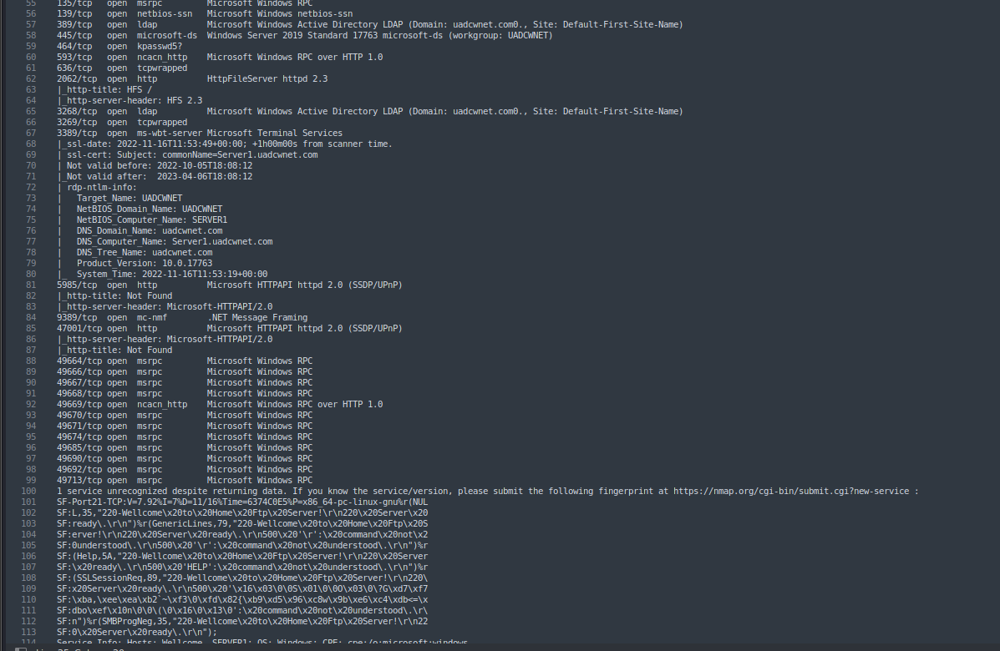 55 135/tcp open msrpc Microsoft Windows RPC
56 139/tcp open netbios-ssn Microsoft Windows netbios-ssn
57 389/tcp open ldap Microsoft Windows Active Directory LDAP (Domain: uadcwnet.com0., Site: Default-First-Site-Name)
58 445/tcp open microsoft-ds Windows Server 2019 Standard 17763 microsoft-ds (workgroup: UADCWNET)
59 464/tcp open kpasswd5?
60 593/tcp open ncacn_http Microsoft Windows RPC over HTTP 1.0
61 636/tcp open tcpwrapped
62 2062/tcp open http HttpFileServer httpd 2.3
63 |_http-title: HFS /
64 |_http-server-header: HFS 2.3
65 3268/tcp open ldap Microsoft Windows Active Directory LDAP (Domain: uadcwnet.com0., Site: Default-First-Site-Name)
66 3269/tcp open tcpwrapped
67 3389/tcp open ms-wbt-server Microsoft Terminal Services
68 |_ssl-date: 2022-11-16T11:53:49+00:00; +1h00m00s from scanner time.
69 | ssl-cert: Subject: commonName=Server1.uadcwnet.com
70 | Not valid before: 2022-10-05T18:08:12
71 |_Not valid after: 2023-04-06T18:08:12
72 | rdp-ntlm-info:
73 | Target_Name: UADCWNET
74 | NetBIOS_Domain_Name: UADCWNET
75 | NetBIOS_Computer_Name: SERVER1
76 | DNS_Domain_Name: uadcwnet.com
77 | DNS_Computer_Name: Server1.uadcwnet.com
78 | DNS_Tree_Name: uadcwnet.com
79 | Product_Version: 10.0.17763
80 |_ System_Time: 2022-11-16T11:53:19+00:00
81 5985/tcp open http Microsoft HTTPAPI httpd 2.0 (SSDP/UPnP)
82 |_http-title: Not Found
83 |_http-server-header: Microsoft-HTTPAPI/2.0
84 9389/tcp open mc-nmf .NET Message Framing
85 47001/tcp open http Microsoft HTTPAPI httpd 2.0 (SSDP/UPnP)
86 |_http-server-header: Microsoft-HTTPAPI/2.0
87 |_http-title: Not Found
88 49664/tcp open msrpc Microsoft Windows RPC
89 49666/tcp open msrpc Microsoft Windows RPC
90 49667/tcp open msrpc Microsoft Windows RPC
91 49668/tcp open msrpc Microsoft Windows RPC
92 49669/tcp open ncacn_http Microsoft Windows RPC over HTTP 1.0
93 49670/tcp open msrpc Microsoft Windows RPC
94 49671/tcp open msrpc Microsoft Windows RPC
95 49674/tcp open msrpc Microsoft Windows RPC
96 49685/tcp open msrpc Microsoft Windows RPC
97 49690/tcp open msrpc Microsoft Windows RPC
98 49692/tcp open msrpc Microsoft Windows RPC
99 49713/tcp open msrpc Microsoft Windows RPC
100 1 service unrecognized despite returning data. If you know the service/version, please submit the following fingerprint at https://nmap.org/cgi-bin/submit.cgi?new-service :
101 SF-Port21-TCP:V=7.92%I=7%D=11/16%Time=6374C0E5%P=x86_64-pc-linux-gnu%r(NUL
102 SF:L,35,"220-Wellcome\x20to\x20Home\x20Ftp\x20Server!\r\n220\x20Server\x20
103 SF:ready\.\r\n")%r(GenericLines,79,"220-Wellcome\x20to\x20Home\x20Ftp\x20S
104 SF:erver!\r\n220\x20Server\x20ready\.\r\n500\x20'\r':\x20command\x20not\x2
105 SF:0understood\.\r\n500\x20'\r':\x20command\x20not\x20understood\.\r\n")%r
106 SF:(Help,5A,"220-Wellcome\x20to\x20Home\x20Ftp\x20Server!\r\n220\x20Server
107 SF:\x20ready\.\r\n500\x20'HELP':\x20command\x20not\x20understood\.\r\n")%r
108 SF:(SSLSessionReq,89,"220-Wellcome\x20to\x20Home\x20Ftp\x20Server!\r\n220\
109 SF:x20Server\x20ready\.\r\n500\x20'\x16\x03\0\0S\x01\0\0O\x03\0\?G\xd7\xf7
110 SF:\xba,\xee\xea\xb2`~\xf3\0\xfd\x82{\xb9\xd5\x96\xc8w\x9b\xe6\xc4\xdb<=\x
111 SF:dbo\xef\x10n\0\0\(\0\x16\0\x13\0':\x20command\x20not\x20understood\.\r\
112 SF:n")%r(SMBProgNeg,35,"220-Wellcome\x20to\x20Home\x20Ftp\x20Server!\r\n22
113 SF:0\x20Server\x20ready\.\r\n");
114 Service Info: Hosts: Wellcome, SERVER1; OS: Windows; CPE: cpe:/o:microsoft:windows